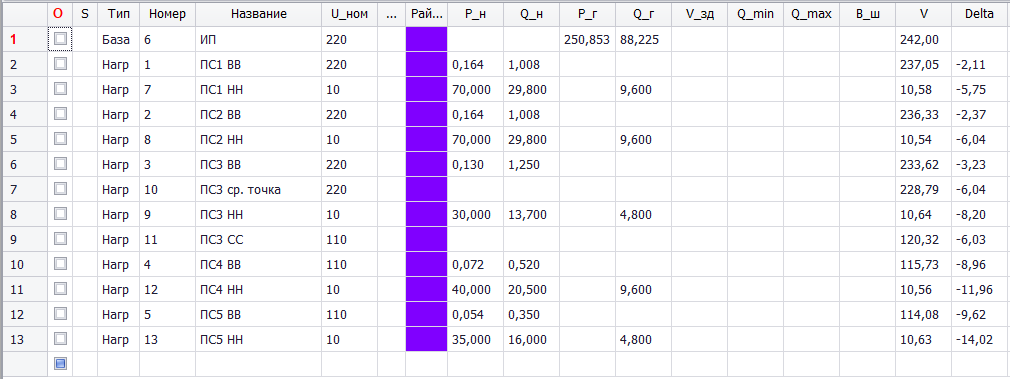 O S Тип Номер Название U_ном ... Рай... P_н Q_н P_г Q_г V_зд Q_min Q_max B_ш V Delta
1 База 6 ИП 220 250,853 88,225 242,00
2 Нагр 1 ПС1 ВВ 220 0,164 1,008 237,05 -2,11
3 Нагр 7 ПС1 НН 10 70,000 29,800 9,600 10,58 -5,75
4 Нагр 2 ПС2 ВВ 220 0,164 1,008 236,33 -2,37
5 Нагр 8 ПС2 НН 10 70,000 29,800 9,600 10,54 -6,04
6 Нагр 3 ПС3 ВВ 220 0,130 1,250 233,62 -3,23
7 Нагр 10 ПС3 ср. точка 220 228,79 -6,04
8 Нагр 9 ПС3 НН 10 30,000 13,700 4,800 10,64 -8,20
9 Нагр 11 ПС3 СС 110 120,32 -6,03
10 Нагр 4 ПС4 ВВ 110 0,072 0,520 115,73 -8,96
11 Нагр 12 ПС4 НН 10 40,000 20,500 9,600 10,56 -11,96
12 Нагр 5 ПС5 ВВ 110 0,054 0,350 114,08 -9,62
13 Нагр 13 ПС5 НН 10 35,000 16,000 4,800 10,63 -14,02